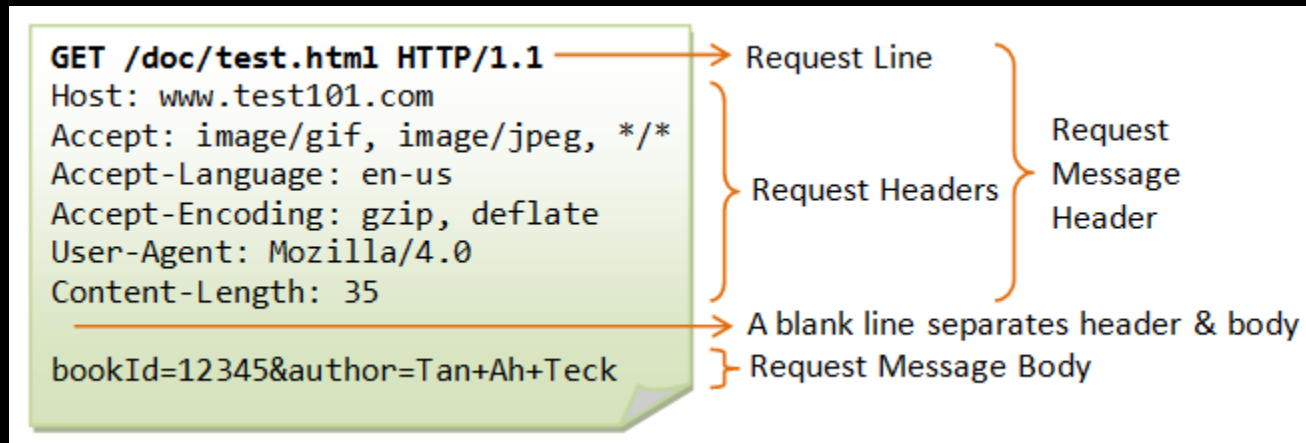 GET /doc/test.html HTTP/1.1
Host: www.test101.com
Accept: image/gif, image/jpeg, */*
Accept-Language: en-us
Accept-Encoding: gzip, deflate
User-Agent: Mozilla/4.0
Content-Length: 35
bookId=12345&author=Tan+Ah+Teck
Request Line
Request Headers
Request
Message
Header
A blank line separates header & body
Request Message Body